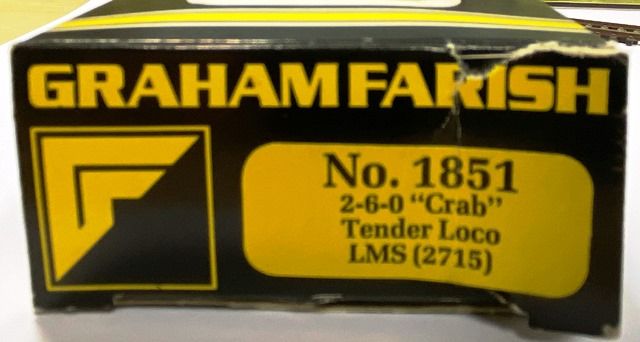 GRAHAM FARISH
No. 1851
2-6-0 "Crab"
Tender Loco
LMS (2715)